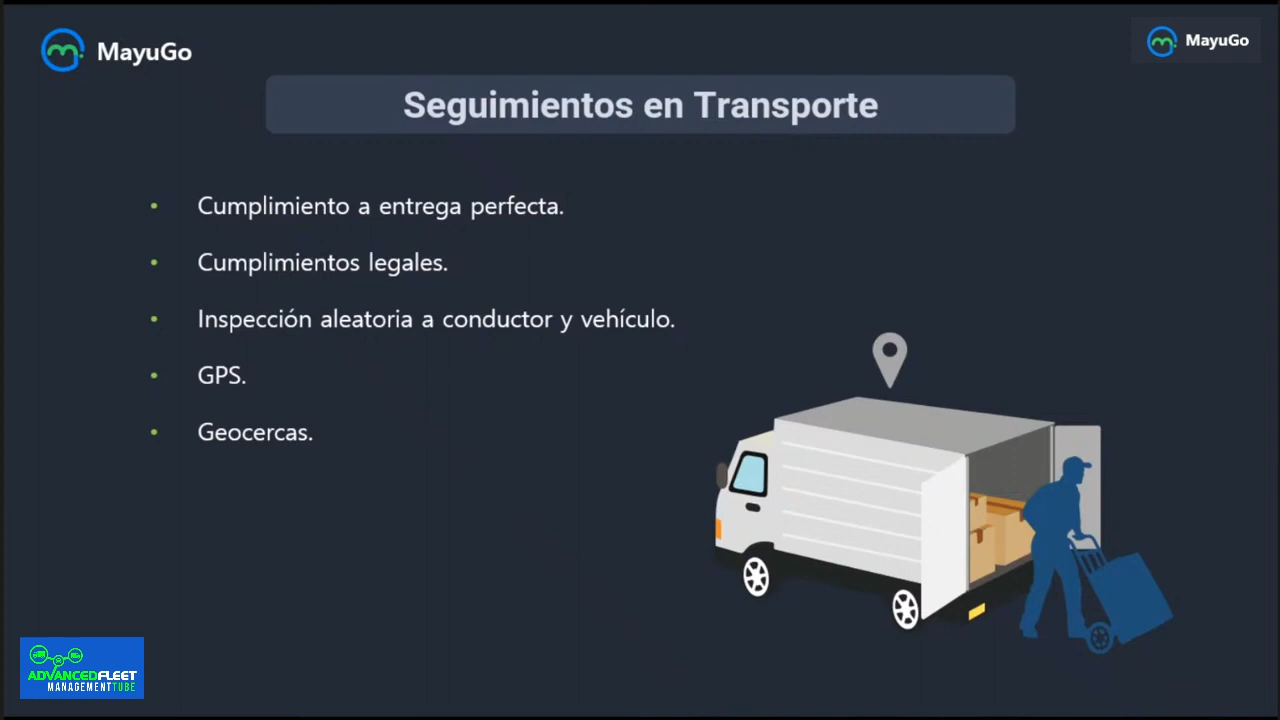 MayuGo
MayuGo
Seguimientos en Transporte
• Cumplimiento a entrega perfecta.
• Cumplimientos legales.
• Inspección aleatoria a conductor y vehículo.
• GPS.
• Geocercas.
ADVANCEDFLEET
MANAGEMENTTUBE